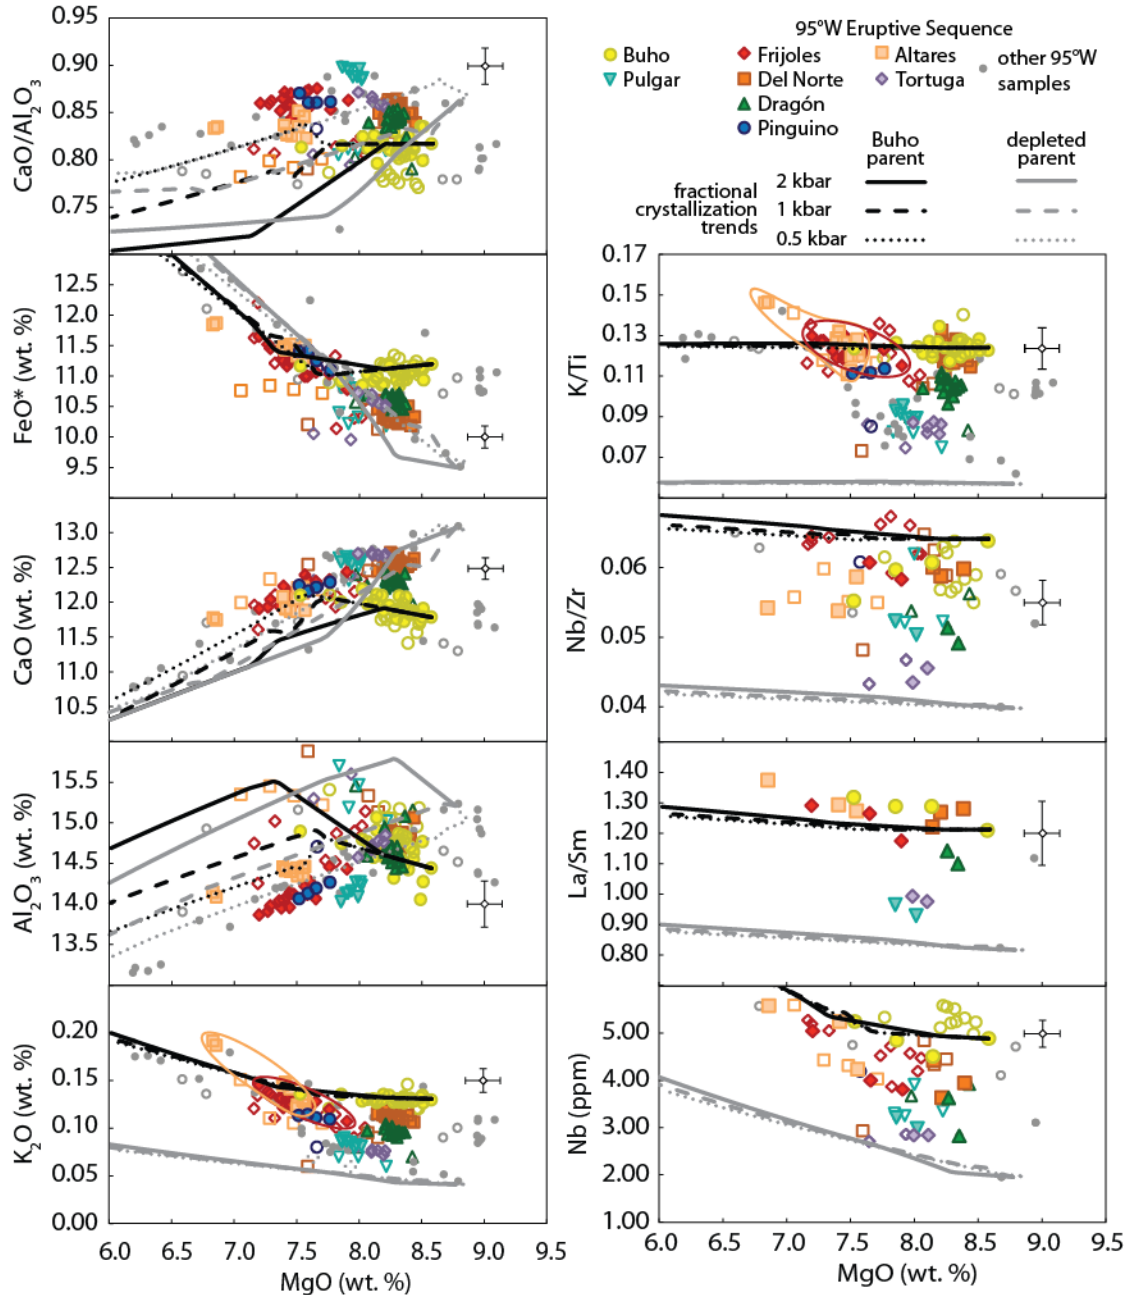 95°W Eruptive Sequence
Buho
Frijoles
Altares
other 95°W
samples
Pulgar
Del Norte
Tortuga
Dragón
Pinguino
Buho
parent
depleted
parent
fractional
crystallization
trends
2 kbar
1 kbar
0.5 kbar
CaO/Al2O3
0.95
0.90
0.85
0.80
0.75
FeO* (wt. %)
12.5
12.0
11.5
11.0
10.5
10.0
9.5
CaO (wt. %)
13.0
12.5
12.0
11.5
11.0
10.5
Al2O3 (wt. %)
15.5
15.0
14.5
14.0
13.5
K2O (wt. %)
0.20
0.15
0.10
0.05
0.00
6.0 7.0 7.5 8.0 8.5 9.0 9.5
MgO (wt. %)
K/Ti
0.17
0.15
0.13
0.11
0.09
0.07
Nb/Zr
0.06
0.05
0.04
La/Sm
1.40
1.30
1.20
1.10
1.00
0.90
0.80
Nb (ppm)
5.00
4.00
3.00
2.00
1.00
6.0 7.0 7.5 8.0 8.5 9.0 9.5
MgO (wt. %)